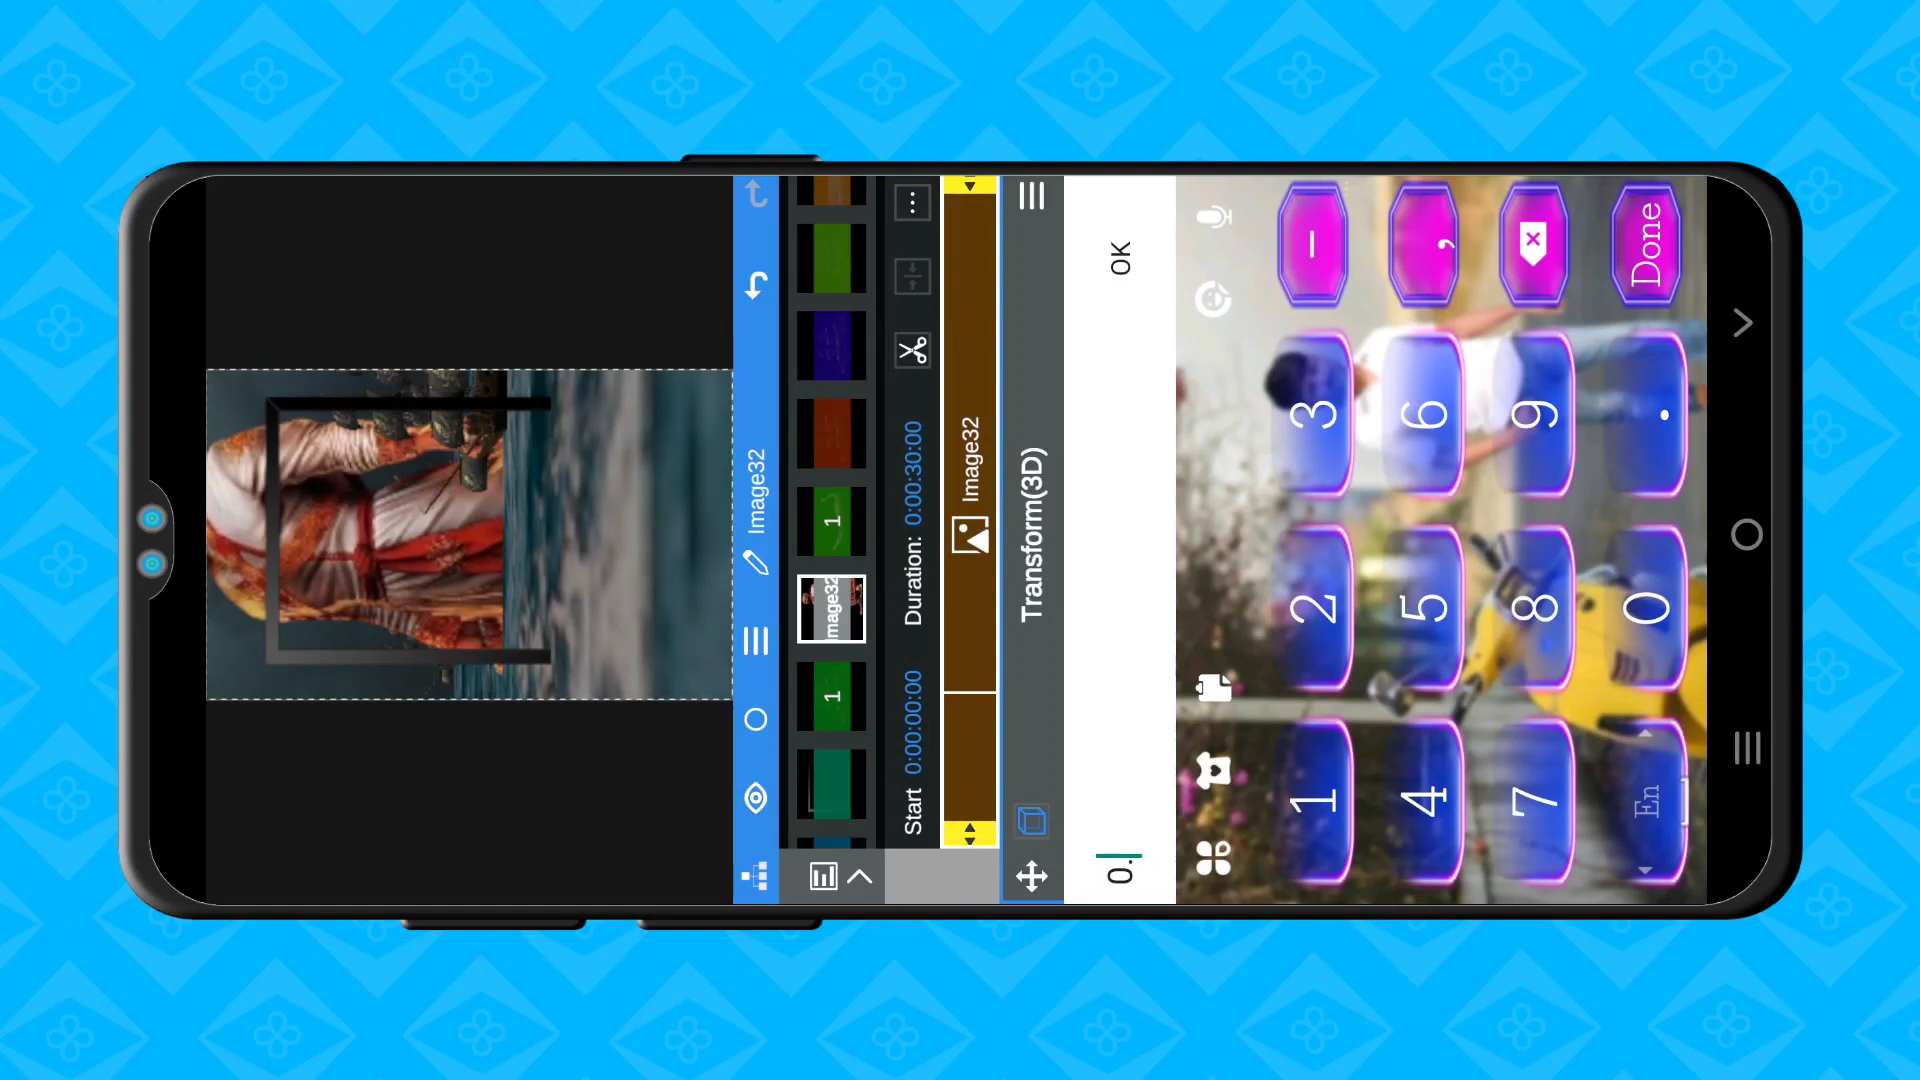 Image32
1
Image32
1
Start 0:00:00:00 Duration: 0:00:30:00
Image32
Transform(3D)
0. OK
1 2 3 –
4 5 6 ,
7 8 9
En 0 . Done